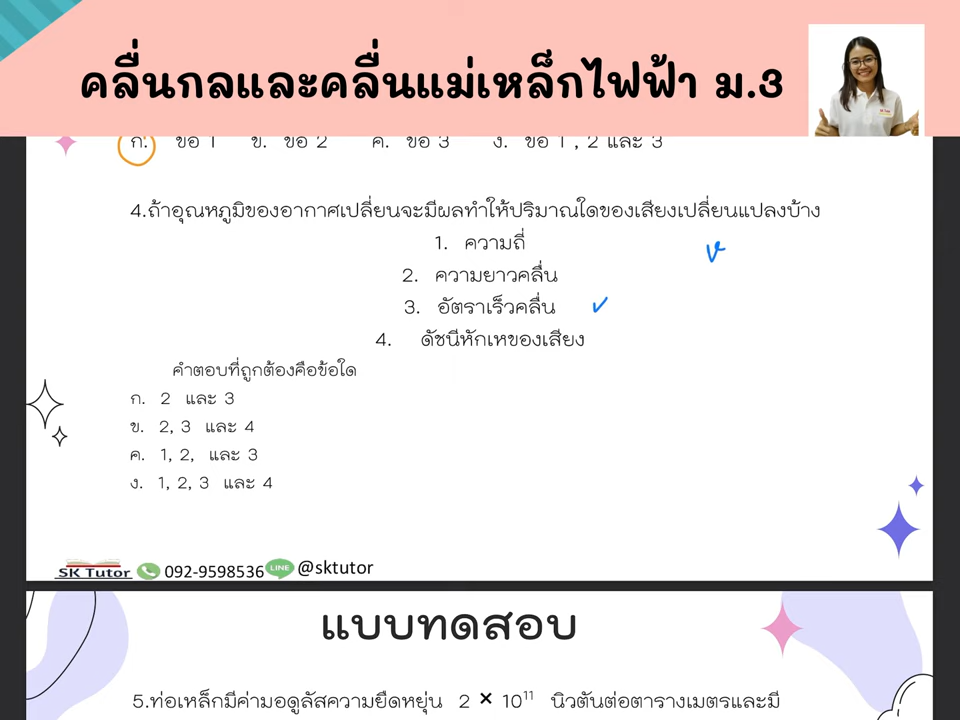 คลื่นกลและคลื่นแม่เหล็กไฟฟ้า ม.3
ก. ข้อ 1 ข. ข้อ 2 ค. ข้อ 3 ง. ข้อ 1 , 2 และ 3
4.ถ้าอุณหภูมิของอากาศเปลี่ยนจะมีผลทำให้ปริมาณใดของเสียงเปลี่ยนแปลงบ้าง
1. ความถี่
v
2. ความยาวคลื่น
3. อัตราเร็วคลื่น ✓
4. ดัชนีหักเหของเสียง
คำตอบที่ถูกต้องคือข้อใด
ก. 2 และ 3
ข. 2, 3 และ 4
ค. 1, 2, และ 3
ง. 1, 2, 3 และ 4
SK Tutor 092-9598536 LINE @sktutor
แบบทดสอบ
5.ท่อเหล็กมีค่ามอดูลัสความยืดหยุ่น 2 × 10¹¹ นิวตันต่อตารางเมตรและมี